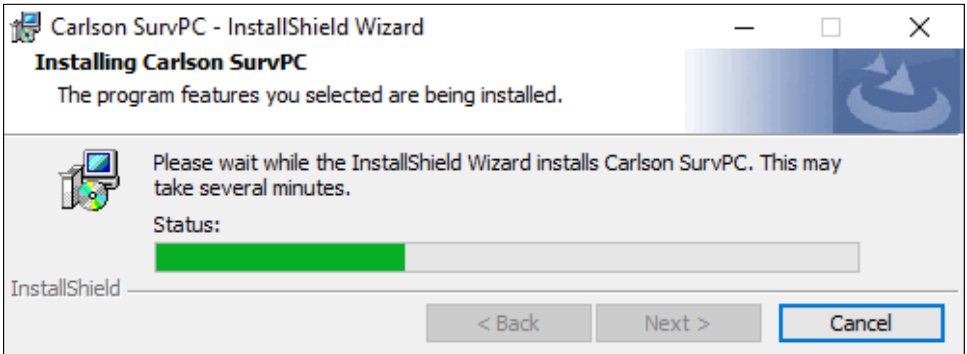 Carlson SurvPC - InstallShield Wizard
Installing Carlson SurvPC
The program features you selected are being installed.
Please wait while the InstallShield Wizard installs Carlson SurvPC. This may
take several minutes.
Status:
InstallShield
< Back
Next >
Cancel